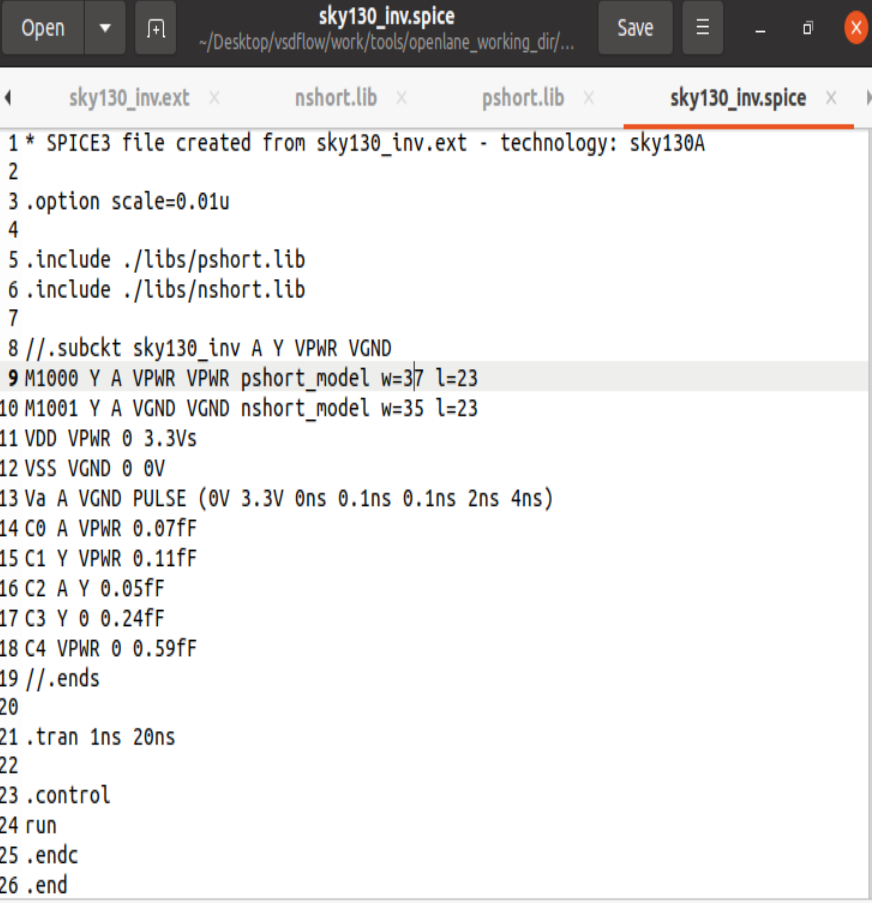 Open
sky130_inv.spice
~/Desktop/vsdflow/work/tools/openlane_working_dir/...
Save
sky130_inv.ext
nshort.lib
pshort.lib
sky130_inv.spice
1 * SPICE3 file created from sky130_inv.ext - technology: sky130A
2
3 .option scale=0.01u
4
5 .include ./libs/pshort.lib
6 .include ./libs/nshort.lib
7
8 //.subckt sky130_inv A Y VPWR VGND
9 M1000 Y A VPWR VPWR pshort_model w=37 l=23
10 M1001 Y A VGND VGND nshort_model w=35 l=23
11 VDD VPWR 0 3.3Vs
12 VSS VGND 0 0V
13 Va A VGND PULSE (0V 3.3V 0ns 0.1ns 0.1ns 2ns 4ns)
14 C0 A VPWR 0.07fF
15 C1 Y VPWR 0.11fF
16 C2 A Y 0.05fF
17 C3 Y 0 0.24fF
18 C4 VPWR 0 0.59fF
19 //.ends
20
21 .tran 1ns 20ns
22
23 .control
24 run
25 .endc
26 .end